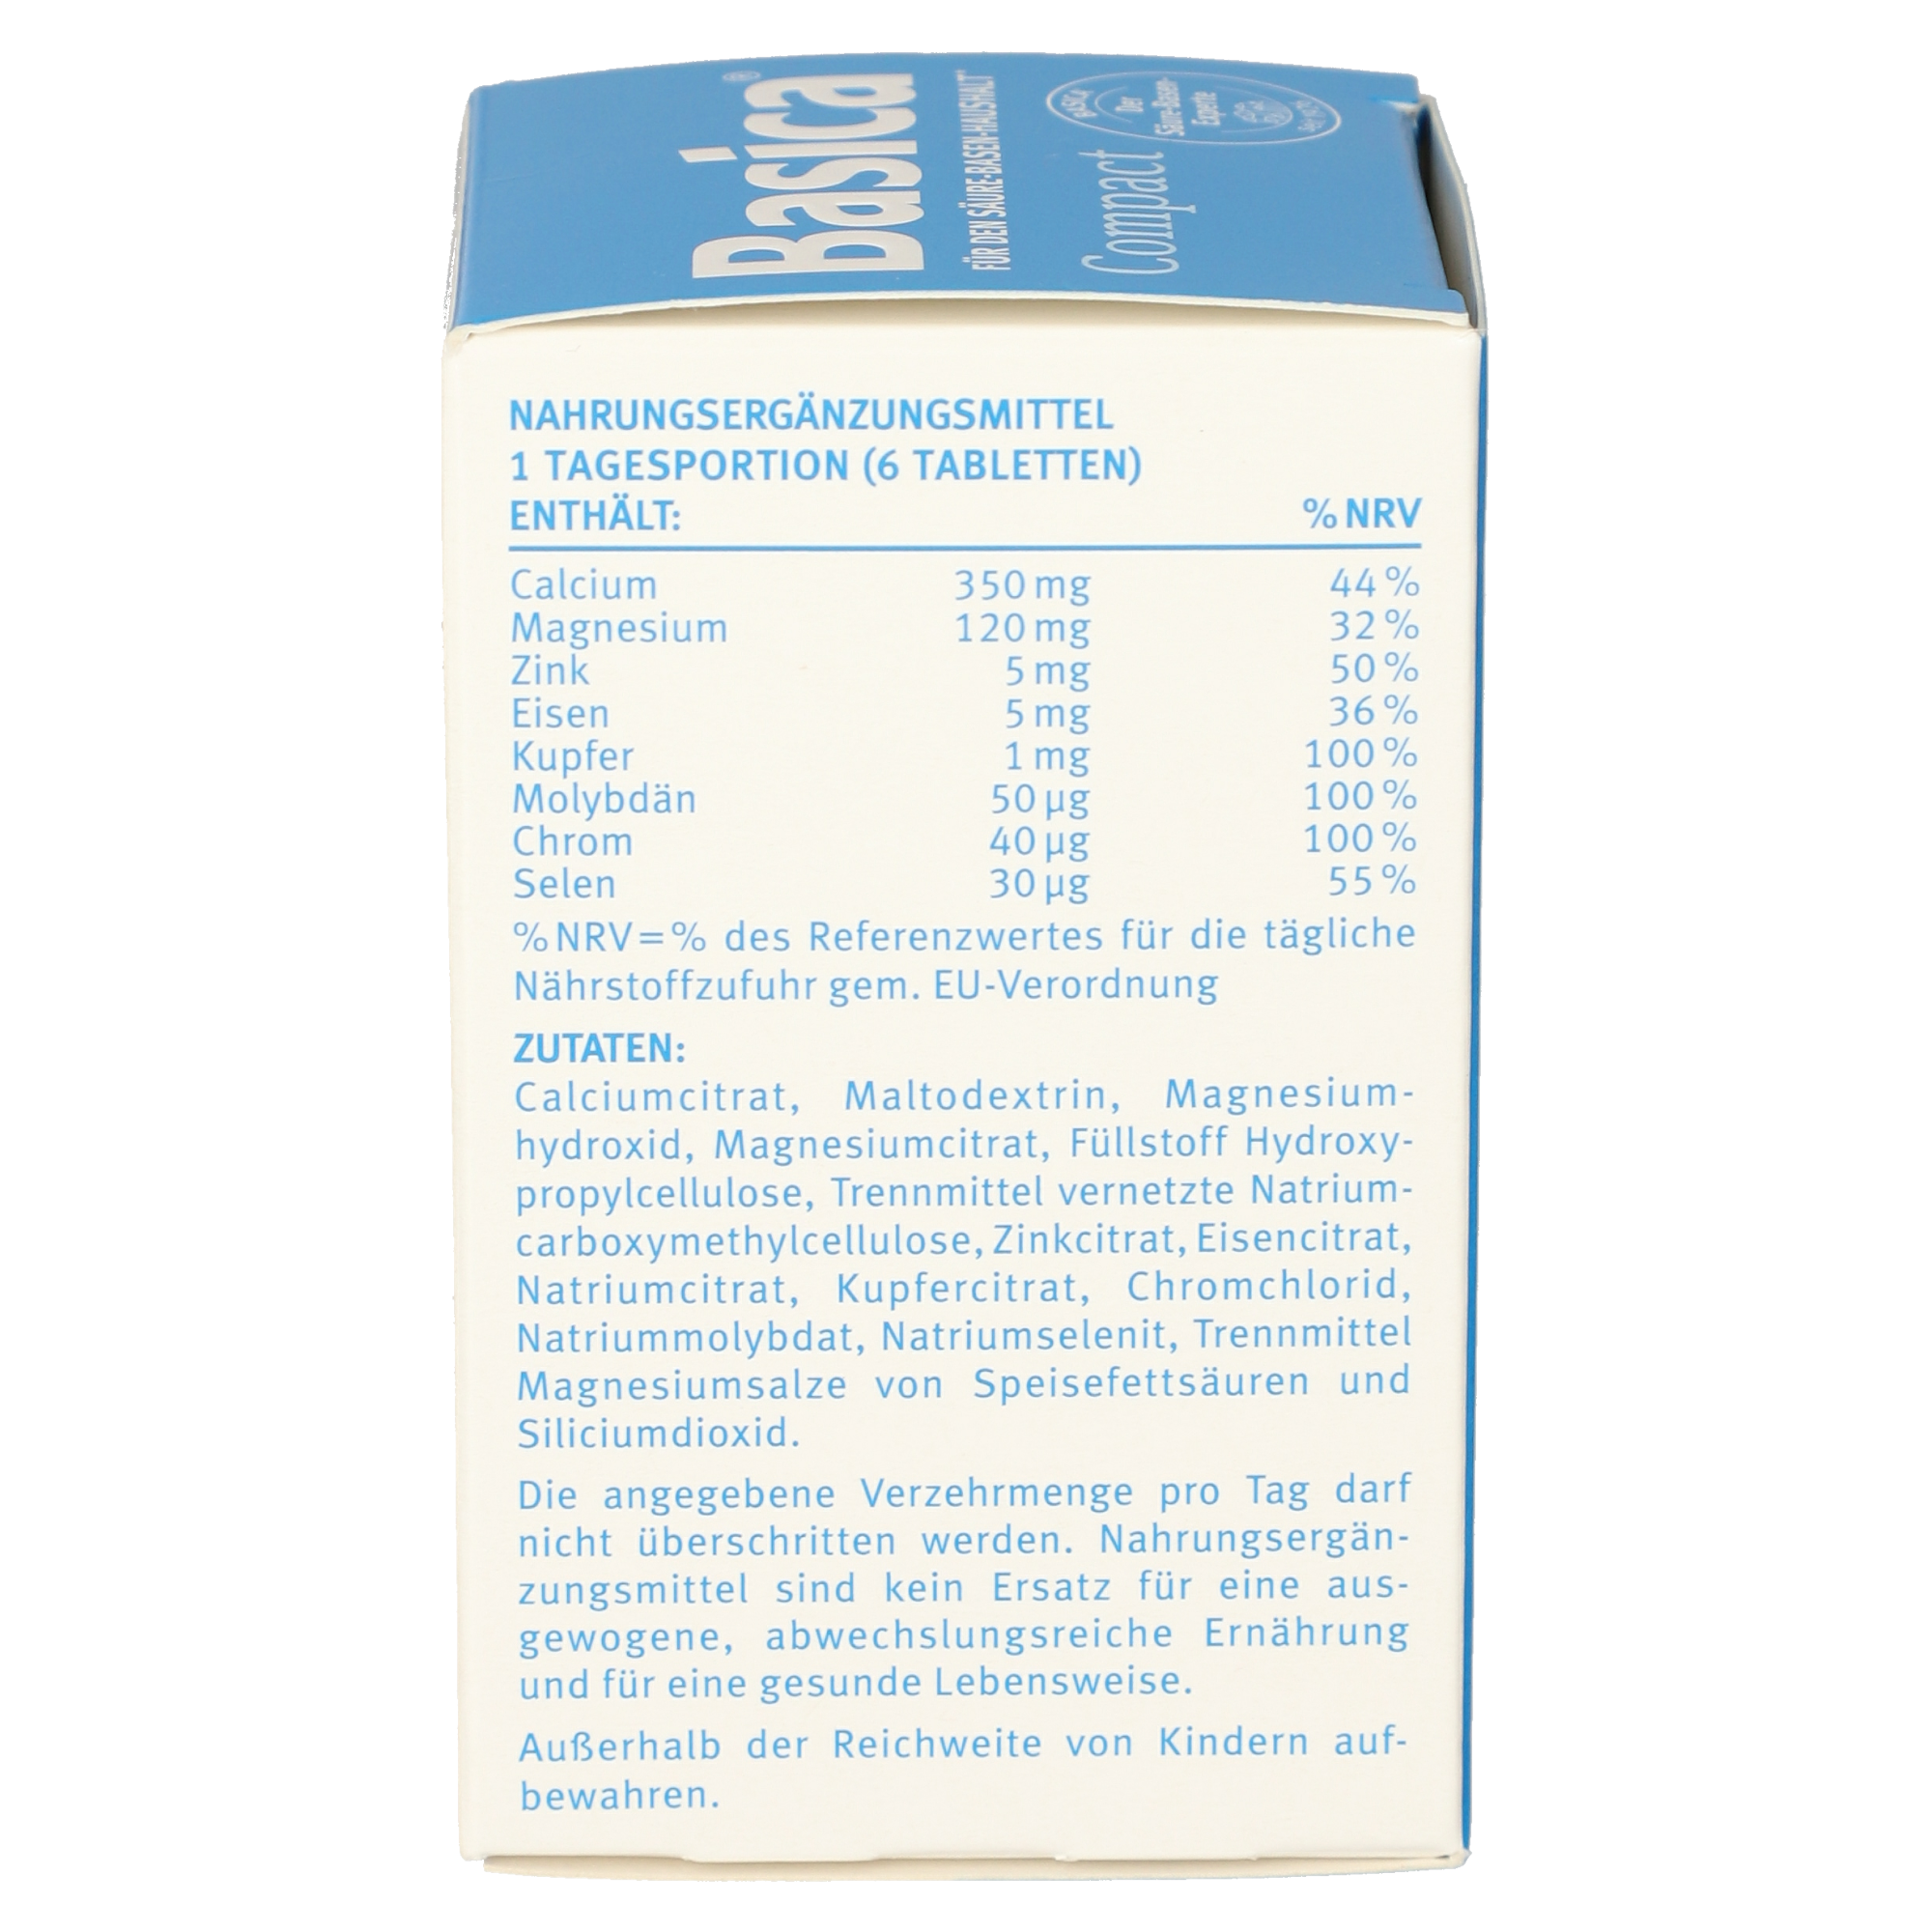 Basica®
FÜR DEN SÄURE-BASEN-HAUSHALT
Compact
BASICA
Der
Säure-Basen-
Experte
NAHRUNGSERGÄNZUNGSMITTEL
1 TAGESPORTION (6 TABLETTEN)
ENTHÄLT: % NRV
Calcium 350 mg 44 %
Magnesium 120 mg 32 %
Zink 5 mg 50 %
Eisen 5 mg 36 %
Kupfer 1 mg 100 %
Molybdän 50 µg 100 %
Chrom 40 µg 100 %
Selen 30 µg 55 %
% NRV = % des Referenzwertes für die tägliche
Nährstoffzufuhr gem. EU-Verordnung
ZUTATEN:
Calciumcitrat, Maltodextrin, Magnesium-
hydroxid, Magnesiumcitrat, Füllstoff Hydroxy-
propylcellulose, Trennmittel vernetzte Natrium-
carboxymethylcellulose, Zinkcitrat, Eisencitrat,
Natriumcitrat, Kupfercitrat, Chromchlorid,
Natriummolybdat, Natriumselenit, Trennmittel
Magnesiumsalze von Speisefettsäuren und
Siliciumdioxid.
Die angegebene Verzehrmenge pro Tag darf
nicht überschritten werden. Nahrungsergän-
zungsmittel sind kein Ersatz für eine aus-
gewogene, abwechslungsreiche Ernährung
und für eine gesunde Lebensweise.
Außerhalb der Reichweite von Kindern auf-
bewahren.